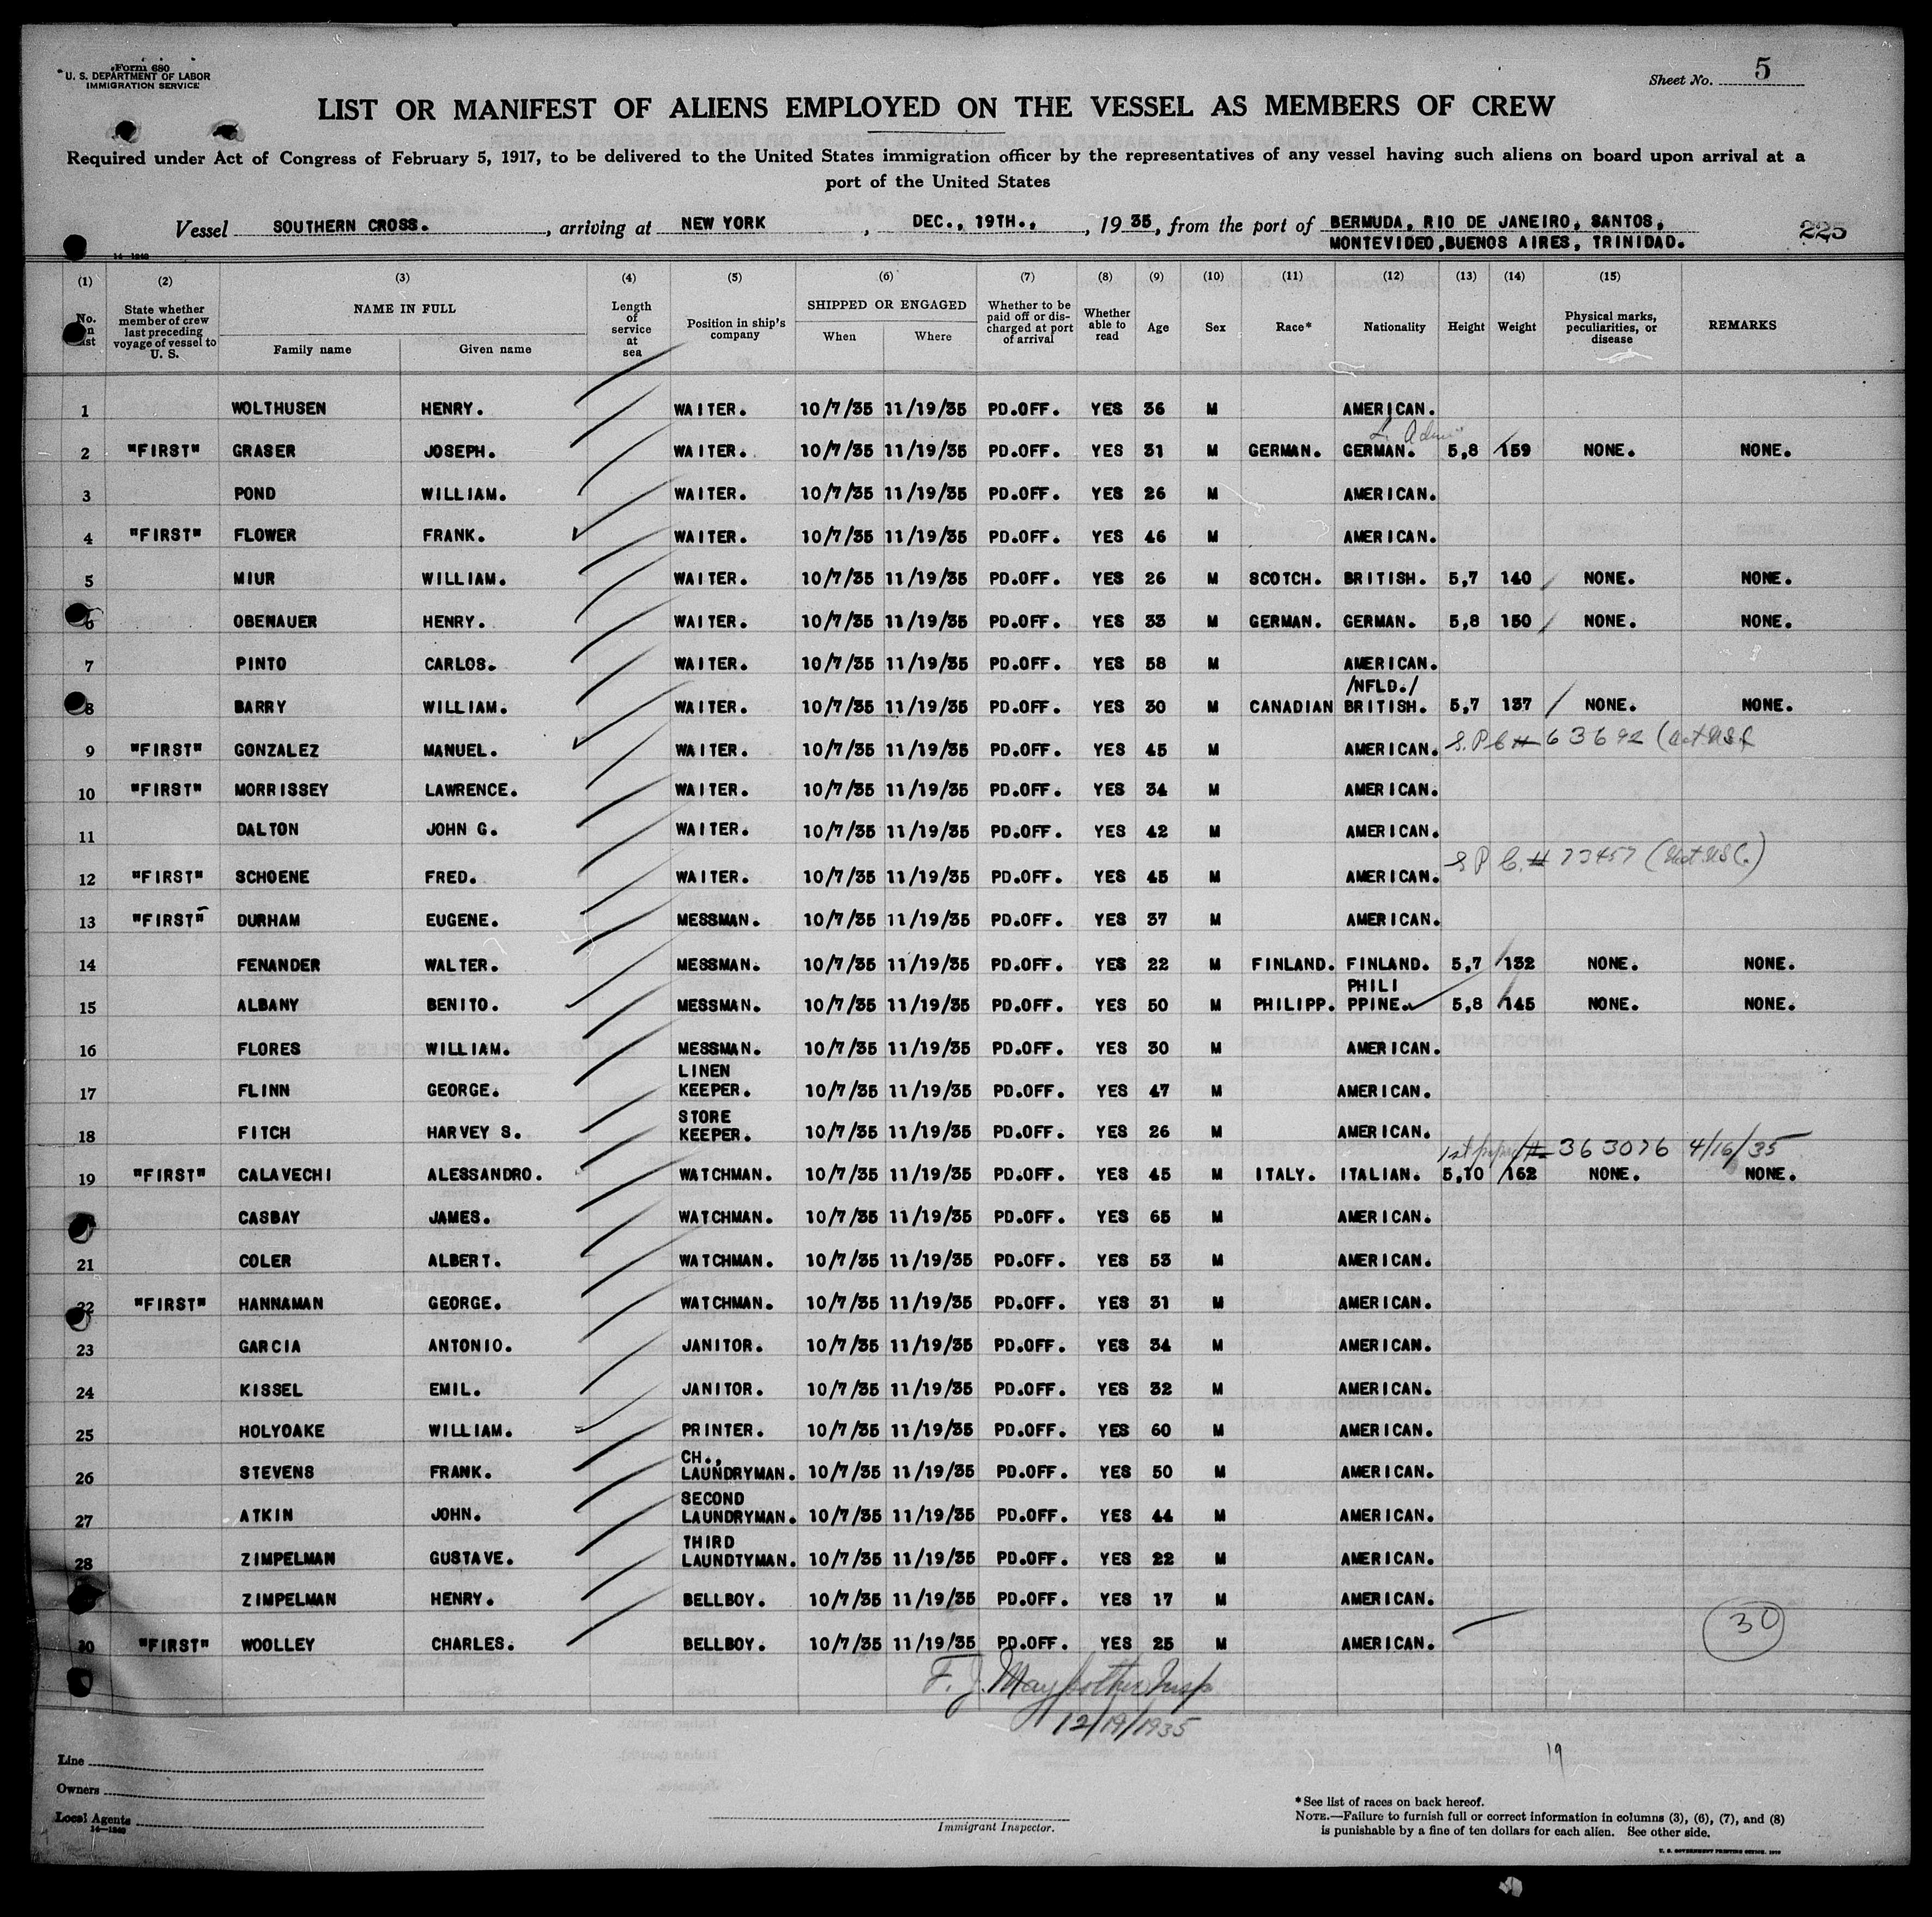 Form 680
U. S. DEPARTMENT OF LABOR
IMMIGRATION SERVICE
Sheet No. 5
LIST OR MANIFEST OF ALIENS EMPLOYED ON THE VESSEL AS MEMBERS OF CREW
Required under Act of Congress of February 5, 1917, to be delivered to the United States immigration officer by the representatives of any vessel having such aliens on board upon arrival at a
port of the United States
Vessel SOUTHERN CROSS. , arriving at NEW YORK , DEC., 19TH., , 19 35, from the port of BERMUDA, RIO DE JANEIRO, SANTOS,
MONTEVIDEO,BUENOS AIRES, TRINIDAD.
225
14—1240
(1) (2) (3) (4) (5) (6) (7) (8) (9) (10) (11) (12) (13) (14) (15)
No. on list State whether member of crew last preceding voyage of vessel to U. S. NAME IN FULL Family name Given name Length of service at sea Position in ship's company SHIPPED OR ENGAGED When Where Whether to be paid off or discharged at port of arrival Whether able to read Age Sex Race* Nationality Height Weight Physical marks, peculiarities, or disease REMARKS
1 WOLTHUSEN HENRY. WAITER. 10/7/35 11/19/35 PD.OFF. YES 36 M AMERICAN.
2 "FIRST" GRASER JOSEPH. WAITER. 10/7/35 11/19/35 PD.OFF. YES 31 M GERMAN. GERMAN. 5,8 159 NONE. NONE.
3 POND WILLIAM. WAITER. 10/7/35 11/19/35 PD.OFF. YES 26 M AMERICAN.
4 "FIRST" FLOWER FRANK. WAITER. 10/7/35 11/19/35 PD.OFF. YES 46 M AMERICAN.
5 MIUR WILLIAM. WAITER. 10/7/35 11/19/35 PD.OFF. YES 26 M SCOTCH. BRITISH. 5,7 140 NONE. NONE.
6 OBENAUER HENRY. WAITER. 10/7/35 11/19/35 PD.OFF. YES 33 M GERMAN. GERMAN. 5,8 150 NONE. NONE.
7 PINTO CARLOS. WAITER. 10/7/35 11/19/35 PD.OFF. YES 58 M AMERICAN.
/NFLD./
8 BARRY WILLIAM. WAITER. 10/7/35 11/19/35 PD.OFF. YES 30 M CANADIAN BRITISH. 5,7 137 NONE. NONE.
9 "FIRST" GONZALEZ MANUEL. WAITER. 10/7/35 11/19/35 PD.OFF. YES 45 M AMERICAN. S.P.C # 63692
10 "FIRST" MORRISSEY LAWRENCE. WAITER. 10/7/35 11/19/35 PD.OFF. YES 34 M AMERICAN.
11 DALTON JOHN G. WAITER. 10/7/35 11/19/35 PD.OFF. YES 42 M AMERICAN.
S P C. # 73457 (Not U S C.)
12 "FIRST" SCHOENE FRED. WAITER. 10/7/35 11/19/35 PD.OFF. YES 45 M AMERICAN.
13 "FIRST" DURHAM EUGENE. MESSMAN. 10/7/35 11/19/35 PD.OFF. YES 37 M AMERICAN.
14 FENANDER WALTER. MESSMAN. 10/7/35 11/19/35 PD.OFF. YES 22 M FINLAND. FINLAND. 5,7 132 NONE. NONE.
15 ALBANY BENITO. MESSMAN. 10/7/35 11/19/35 PD.OFF. YES 50 M PHILIPP. PHILI PPINE. 5,8 145 NONE. NONE.
16 FLORES WILLIAM. MESSMAN. 10/7/35 11/19/35 PD.OFF. YES 30 M AMERICAN.
17 FLINN GEORGE. LINEN KEEPER. 10/7/35 11/19/35 PD.OFF. YES 47 M AMERICAN.
18 FITCH HARVEY S. STORE KEEPER. 10/7/35 11/19/35 PD.OFF. YES 26 M AMERICAN.
1st paper # 363076 4/16/35
19 "FIRST" CALAVECHI ALESSANDRO. WATCHMAN. 10/7/35 11/19/35 PD.OFF. YES 45 M ITALY. ITALIAN. 5,10 162 NONE. NONE.
CASBAY JAMES. WATCHMAN. 10/7/35 11/19/35 PD.OFF. YES 65 M AMERICAN.
21 COLER ALBERT. WATCHMAN. 10/7/35 11/19/35 PD.OFF. YES 53 M AMERICAN.
22 "FIRST" HANNAMAN GEORGE. WATCHMAN. 10/7/35 11/19/35 PD.OFF. YES 31 M AMERICAN.
23 GARCIA ANTONIO. JANITOR. 10/7/35 11/19/35 PD.OFF. YES 34 M AMERICAN.
24 KISSEL EMIL. JANITOR. 10/7/35 11/19/35 PD.OFF. YES 32 M AMERICAN.
25 HOLYOAKE WILLIAM. PRINTER. 10/7/35 11/19/35 PD.OFF. YES 60 M AMERICAN.
26 STEVENS FRANK. CH., LAUNDRYMAN. 10/7/35 11/19/35 PD.OFF. YES 50 M AMERICAN.
27 ATKIN JOHN. SECOND LAUNDRYMAN. 10/7/35 11/19/35 PD.OFF. YES 44 M AMERICAN.
28 ZIMPELMAN GUSTAVE. THIRD LAUNDTYMAN. 10/7/35 11/19/35 PD.OFF. YES 22 M AMERICAN.
ZIMPELMAN HENRY. BELLBOY. 10/7/35 11/19/35 PD.OFF. YES 17 M AMERICAN.
30 "FIRST" WOOLLEY CHARLES. BELLBOY. 10/7/35 11/19/35 PD.OFF. YES 25 M AMERICAN.
30
F. J. Insp
12/19/1935
19
Line
Owners
Local Agents
14—1240
Immigrant Inspector.
* See list of races on back hereof.
NOTE.—Failure to furnish full or correct information in columns (3), (6), (7), and (8)
is punishable by a fine of ten dollars for each alien. See other side.
U. S. GOVERNMENT PRINTING OFFICE